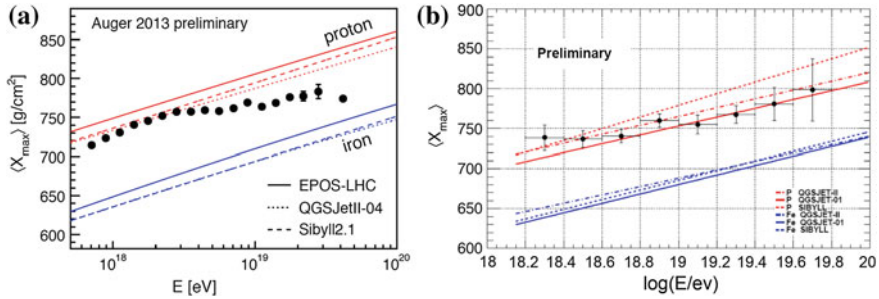 (a)
Auger 2013 preliminary
proton
iron
EPOS-LHC
QGSJetII-04
Sibyll2.1
⟨Xmax⟩ [g/cm²]
850
800
750
700
650
600
10¹⁸
10¹⁹
10²⁰
E [eV]
(b)
Preliminary
⟨Xmax⟩
900
850
800
750
700
650
600
P QGSJET-II
P QGSJET-01
P SIBYLL
Fe QGSJET-II
Fe QGSJET-01
Fe SIBYLL
18 18.2 18.4 18.6 18.8 19 19.2 19.4 19.6 19.8 20
log(E/ev)